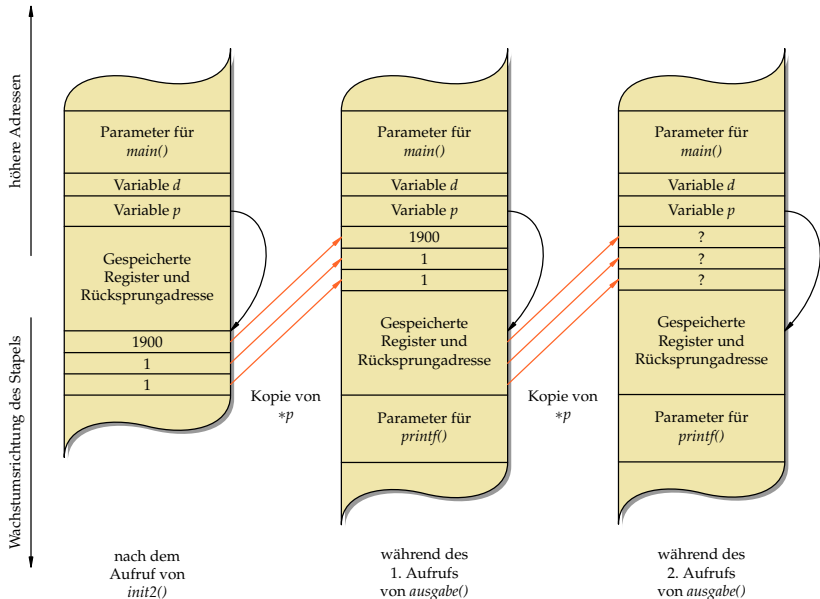 höhere Adressen
Wachstumsrichtung des Stapels
Parameter für
main()
Variable d
Variable p
Gespeicherte
Register und
Rücksprungadresse
1900
1
1
nach dem
Aufruf von
init2()
Kopie von
*p
Parameter für
main()
Variable d
Variable p
1900
1
1
Gespeicherte
Register und
Rücksprungadresse
Parameter für
printf()
während des
1. Aufrufs
von ausgabe()
Kopie von
*p
Parameter für
main()
Variable d
Variable p
?
?
?
Gespeicherte
Register und
Rücksprungadresse
Parameter für
printf()
während des
2. Aufrufs
von ausgabe()